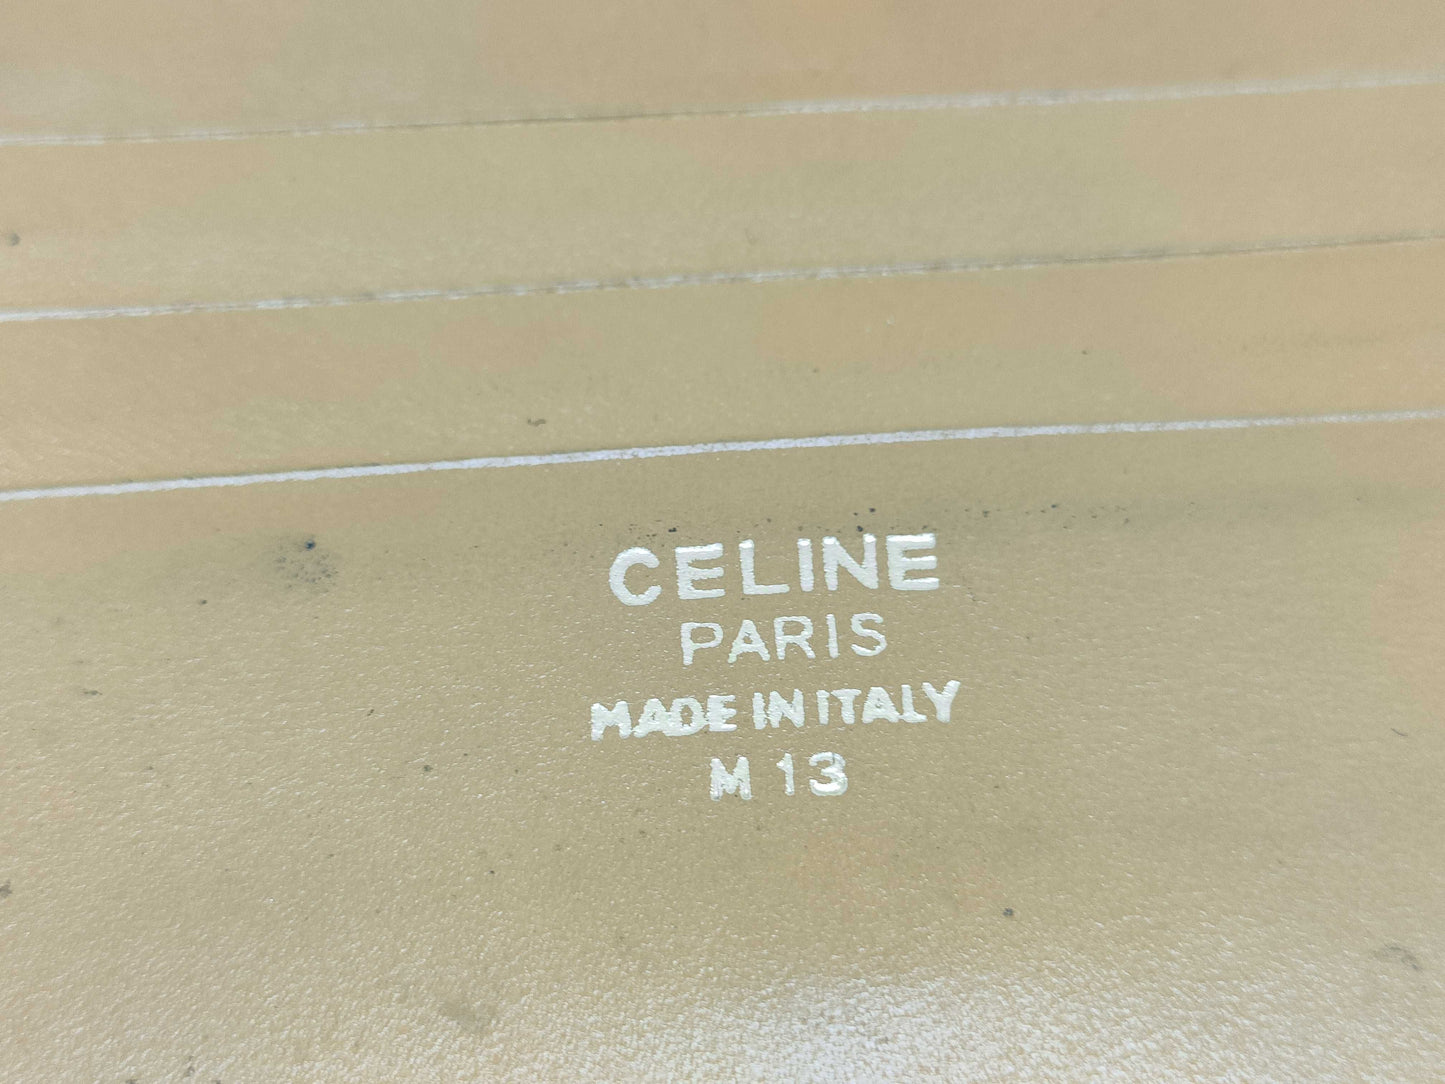 CELINE
PARIS
MADE IN ITALY
M 13